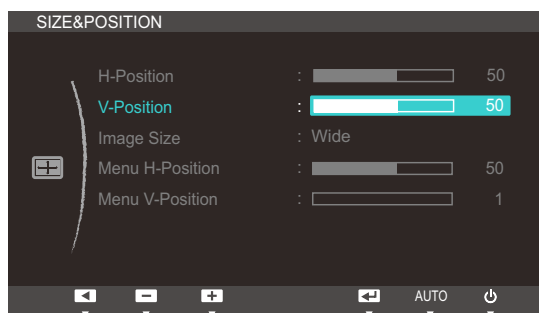 SIZE&POSITION
H-Position : 50
V-Position : 50
Image Size : Wide
Menu H-Position : 50
Menu V-Position : 1
AUTO